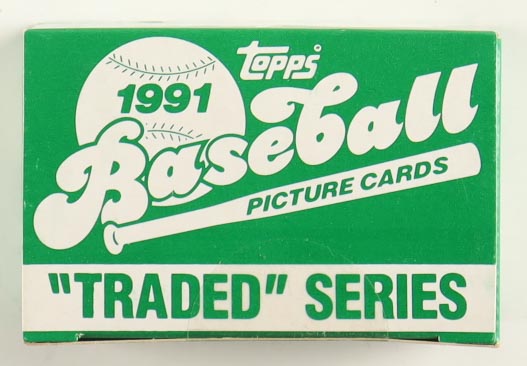 topps
1991
Baseball
PICTURE CARDS
"TRADED" SERIES